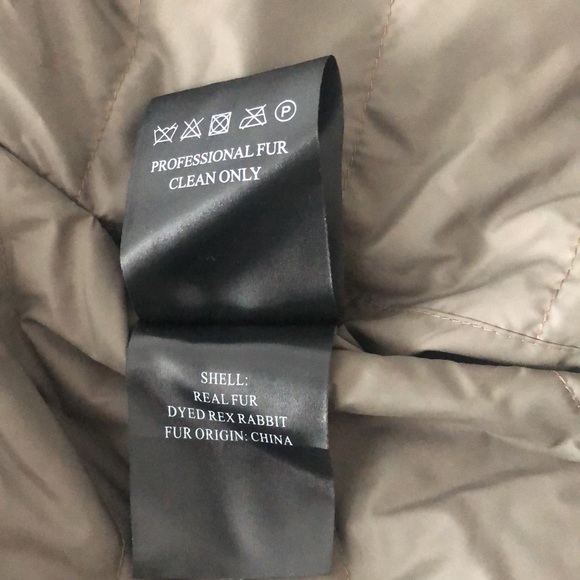 P
PROFESSIONAL FUR
CLEAN ONLY
SHELL:
REAL FUR
DYED REX RABBIT
FUR ORIGIN: CHINA